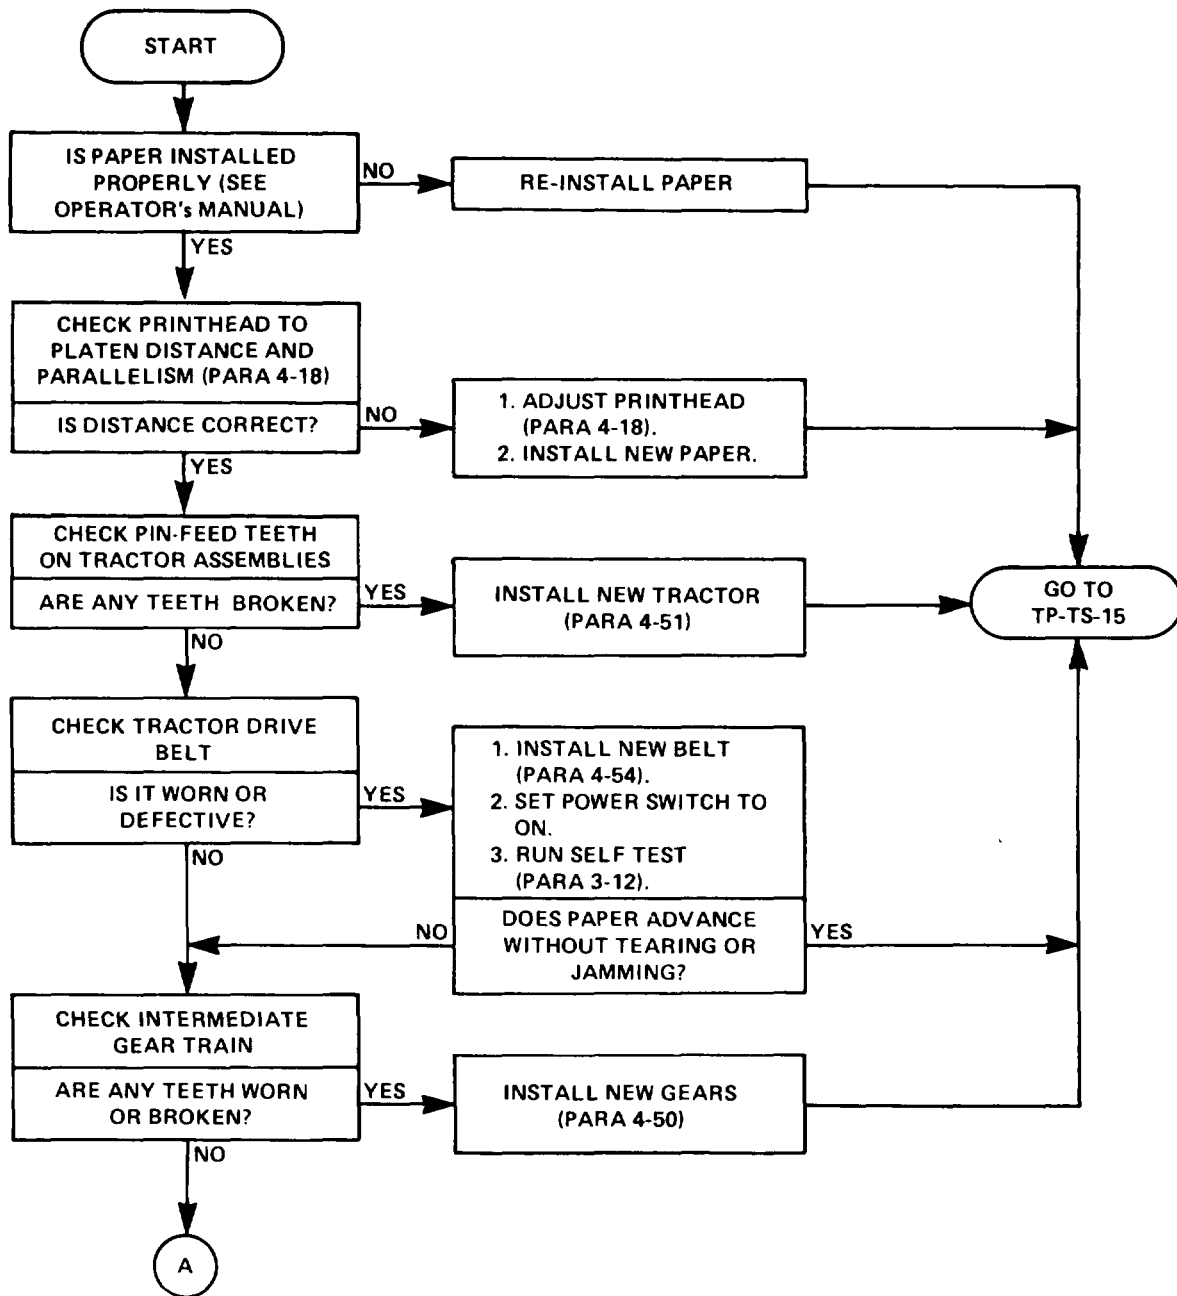 START
IS PAPER INSTALLED
PROPERLY (SEE
OPERATOR's MANUAL)
NO
RE-INSTALL PAPER
YES
CHECK PRINTHEAD TO
PLATEN DISTANCE AND
PARALLELISM (PARA 4-18)
IS DISTANCE CORRECT?
NO
1. ADJUST PRINTHEAD
(PARA 4-18).
2. INSTALL NEW PAPER.
YES
CHECK PIN-FEED TEETH
ON TRACTOR ASSEMBLIES
ARE ANY TEETH BROKEN?
YES
INSTALL NEW TRACTOR
(PARA 4-51)
GO TO
TP-TS-15
NO
CHECK TRACTOR DRIVE
BELT
IS IT WORN OR
DEFECTIVE?
YES
1. INSTALL NEW BELT
(PARA 4-54).
2. SET POWER SWITCH TO
ON.
3. RUN SELF TEST
(PARA 3-12).
NO
DOES PAPER ADVANCE
WITHOUT TEARING OR
JAMMING?
NO
YES
CHECK INTERMEDIATE
GEAR TRAIN
ARE ANY TEETH WORN
OR BROKEN?
YES
INSTALL NEW GEARS
(PARA 4-50)
NO
A